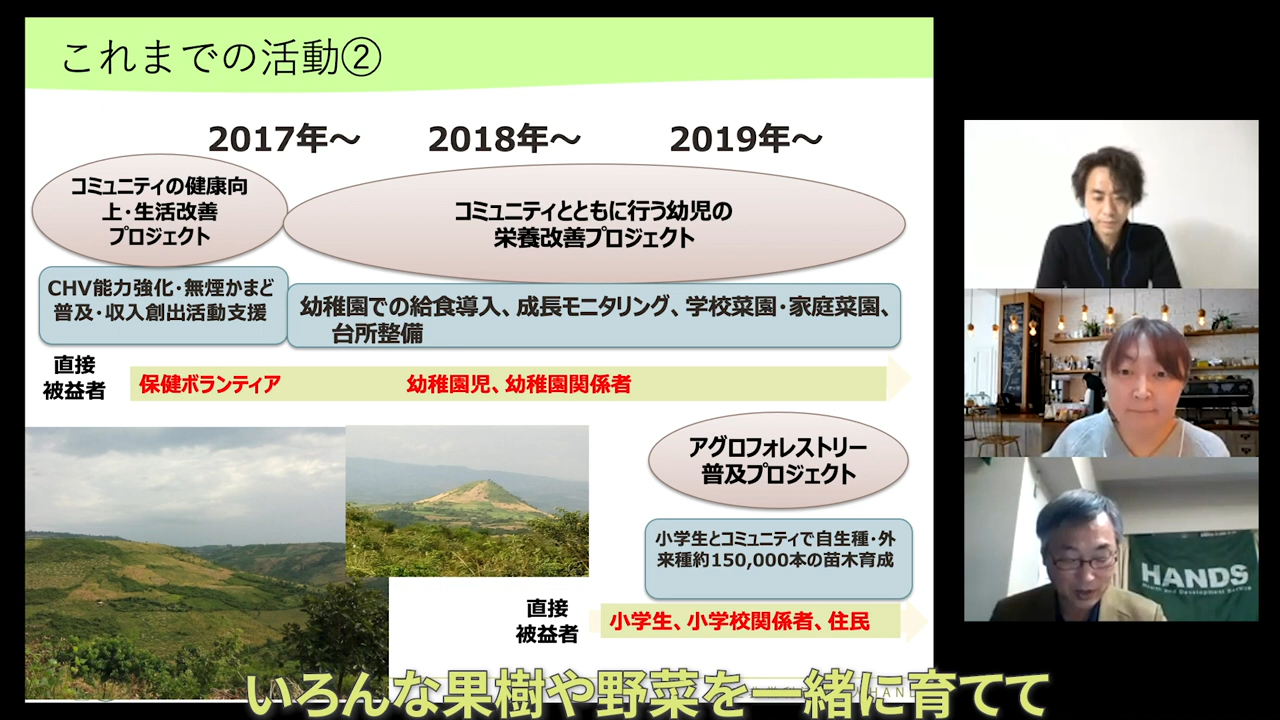 これまでの活動②
2017年～
2018年～
2019年～
コミュニティの健康向
上・生活改善
プロジェクト
コミュニティとともに行う幼児の
栄養改善プロジェクト
CHV能力強化・無煙かまど
普及・収入創出活動支援
幼稚園での給食導入、成長モニタリング、学校菜園・家庭菜園、
台所整備
直接
被益者
保健ボランティア
幼稚園児、幼稚園関係者
アグロフォレストリー
普及プロジェクト
小学生とコミュニティで自生種・外
来種約150,000本の苗木育成
直接
被益者
小学生、小学校関係者、住民
HANDS
Health and Development Service
いろんな果樹や野菜を一緒に育てて